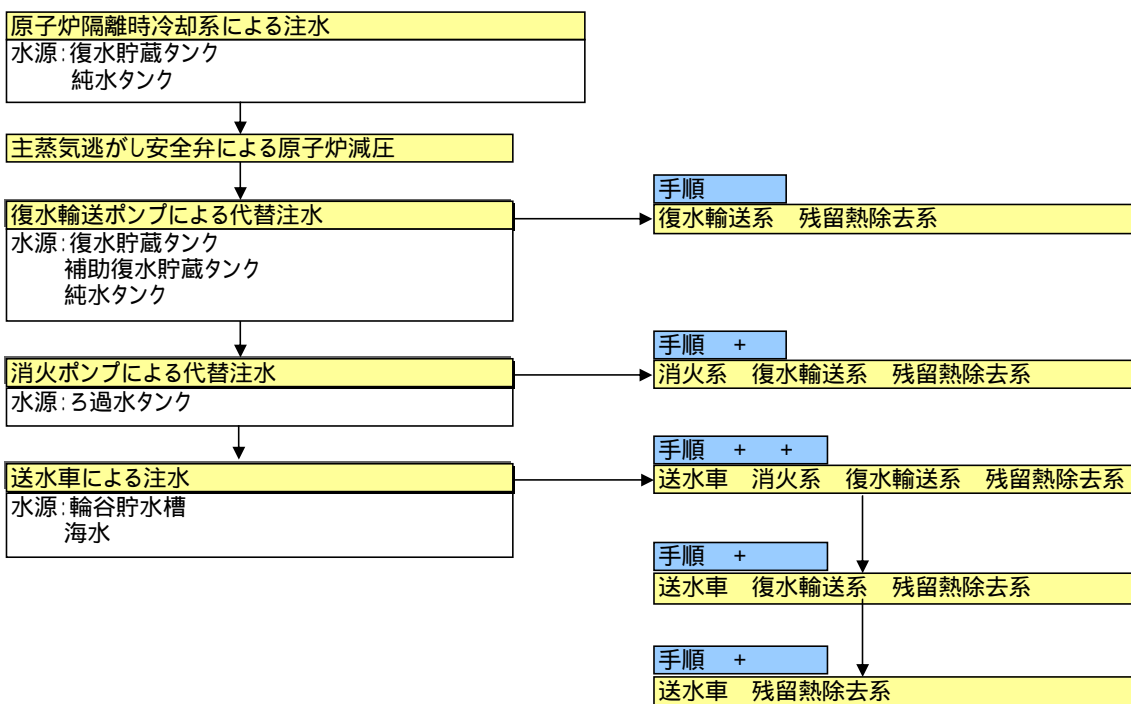 原子炉隔離時冷却系による注水
水源:復水貯蔵タンク
純水タンク
主蒸気逃がし安全弁による原子炉減圧
復水輸送ポンプによる代替注水
水源:復水貯蔵タンク
補助復水貯蔵タンク
純水タンク
手順
復水輸送系 残留熱除去系
消火ポンプによる代替注水
水源:ろ過水タンク
手順 +
消火系 復水輸送系 残留熱除去系
送水車による注水
水源:輪谷貯水槽
海水
手順 + +
送水車 消火系 復水輸送系 残留熱除去系
手順 +
送水車 復水輸送系 残留熱除去系
手順 +
送水車 残留熱除去系